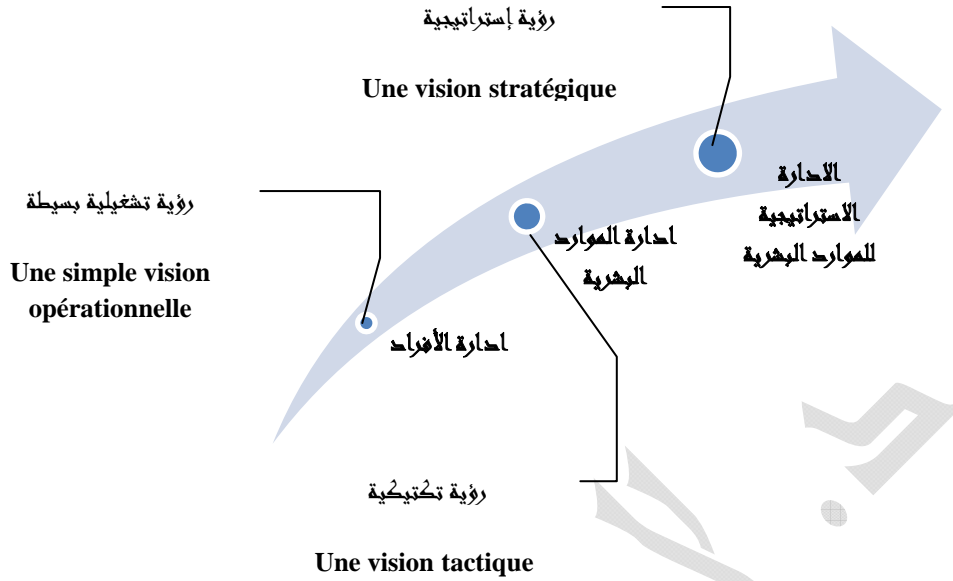 رؤية إستراتيجية
Une vision stratégique
الادارة
الاستراتيجية
للموارد البشرية
رؤية تشغيلية بسيطة
ادارة الموارد
البشرية
Une simple vision
opérationnelle
ادارة الأفراد
رؤية تكتيكية
Une vision tactique